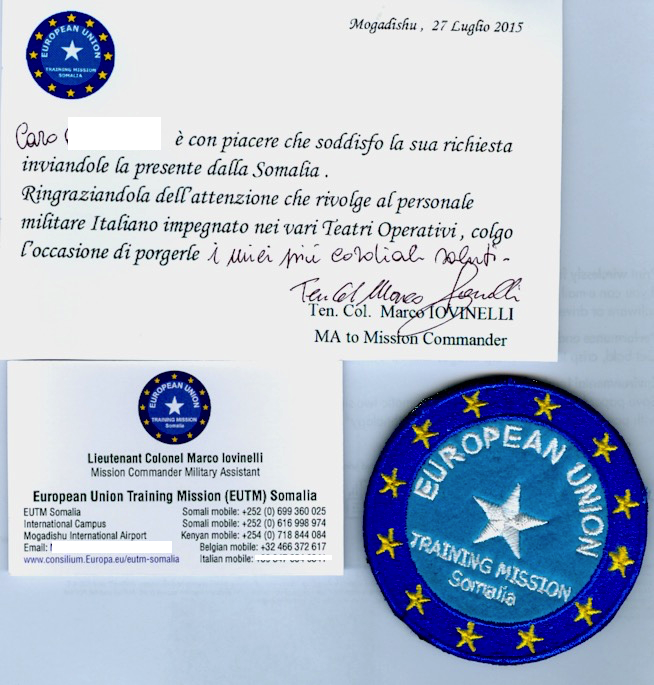 EUROPEAN UNION
TRAINING MISSION
SOMALIA
Mogadishu , 27 Luglio 2015
Caro è con piacere che soddisfo la sua richiesta
inviandole la presente dalla Somalia .
Ringraziandola dell'attenzione che rivolge al personale
militare Italiano impegnato nei vari Teatri Operativi , colgo
l'occasione di porgerle i miei più cordiali saluti -
Ten Col Marco Iovinelli
Ten. Col. Marco IOVINELLI
MA to Mission Commander
EUROPEAN UNION
TRAINING MISSION
Somalia
Lieutenant Colonel Marco Iovinelli
Mission Commander Military Assistant
European Union Training Mission (EUTM) Somalia
EUTM Somalia Somali mobile: +252 (0) 699 360 025
International Campus Somali mobile: +252 (0) 616 998 974
Mogadishu International Airport Kenyan mobile: +254 (0) 718 844 084
Email: Belgian mobile: +32 466 372 617
www.consilium.Europa.eu/eutm-somalia Italian mobile:
EUROPEAN UNION
TRAINING MISSION
Somalia